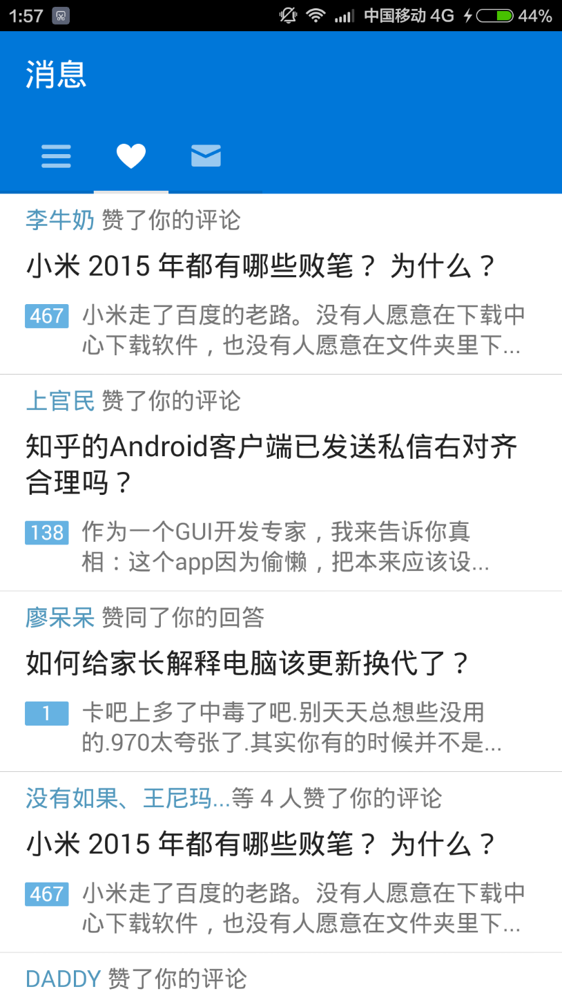 1:57 中国移动 4G 44%
消息
李牛奶 赞了你的评论
小米 2015 年都有哪些败笔？ 为什么？
467 小米走了百度的老路。没有人愿意在下载中
心下载软件，也没有人愿意在文件夹里下...
上官民 赞了你的评论
知乎的Android客户端已发送私信右对齐
合理吗？
138 作为一个GUI开发专家，我来告诉你真
相：这个app因为偷懒，把本来应该设...
廖呆呆 赞同了你的回答
如何给家长解释电脑该更新换代了？
1 卡吧上多了中毒了吧.别天天总想些没用
的.970太夸张了.其实你有的时候并不是...
没有如果、王尼玛...等 4 人赞了你的评论
小米 2015 年都有哪些败笔？ 为什么？
467 小米走了百度的老路。没有人愿意在下载中
心下载软件，也没有人愿意在文件夹里下...
DADDY 赞了你的评论